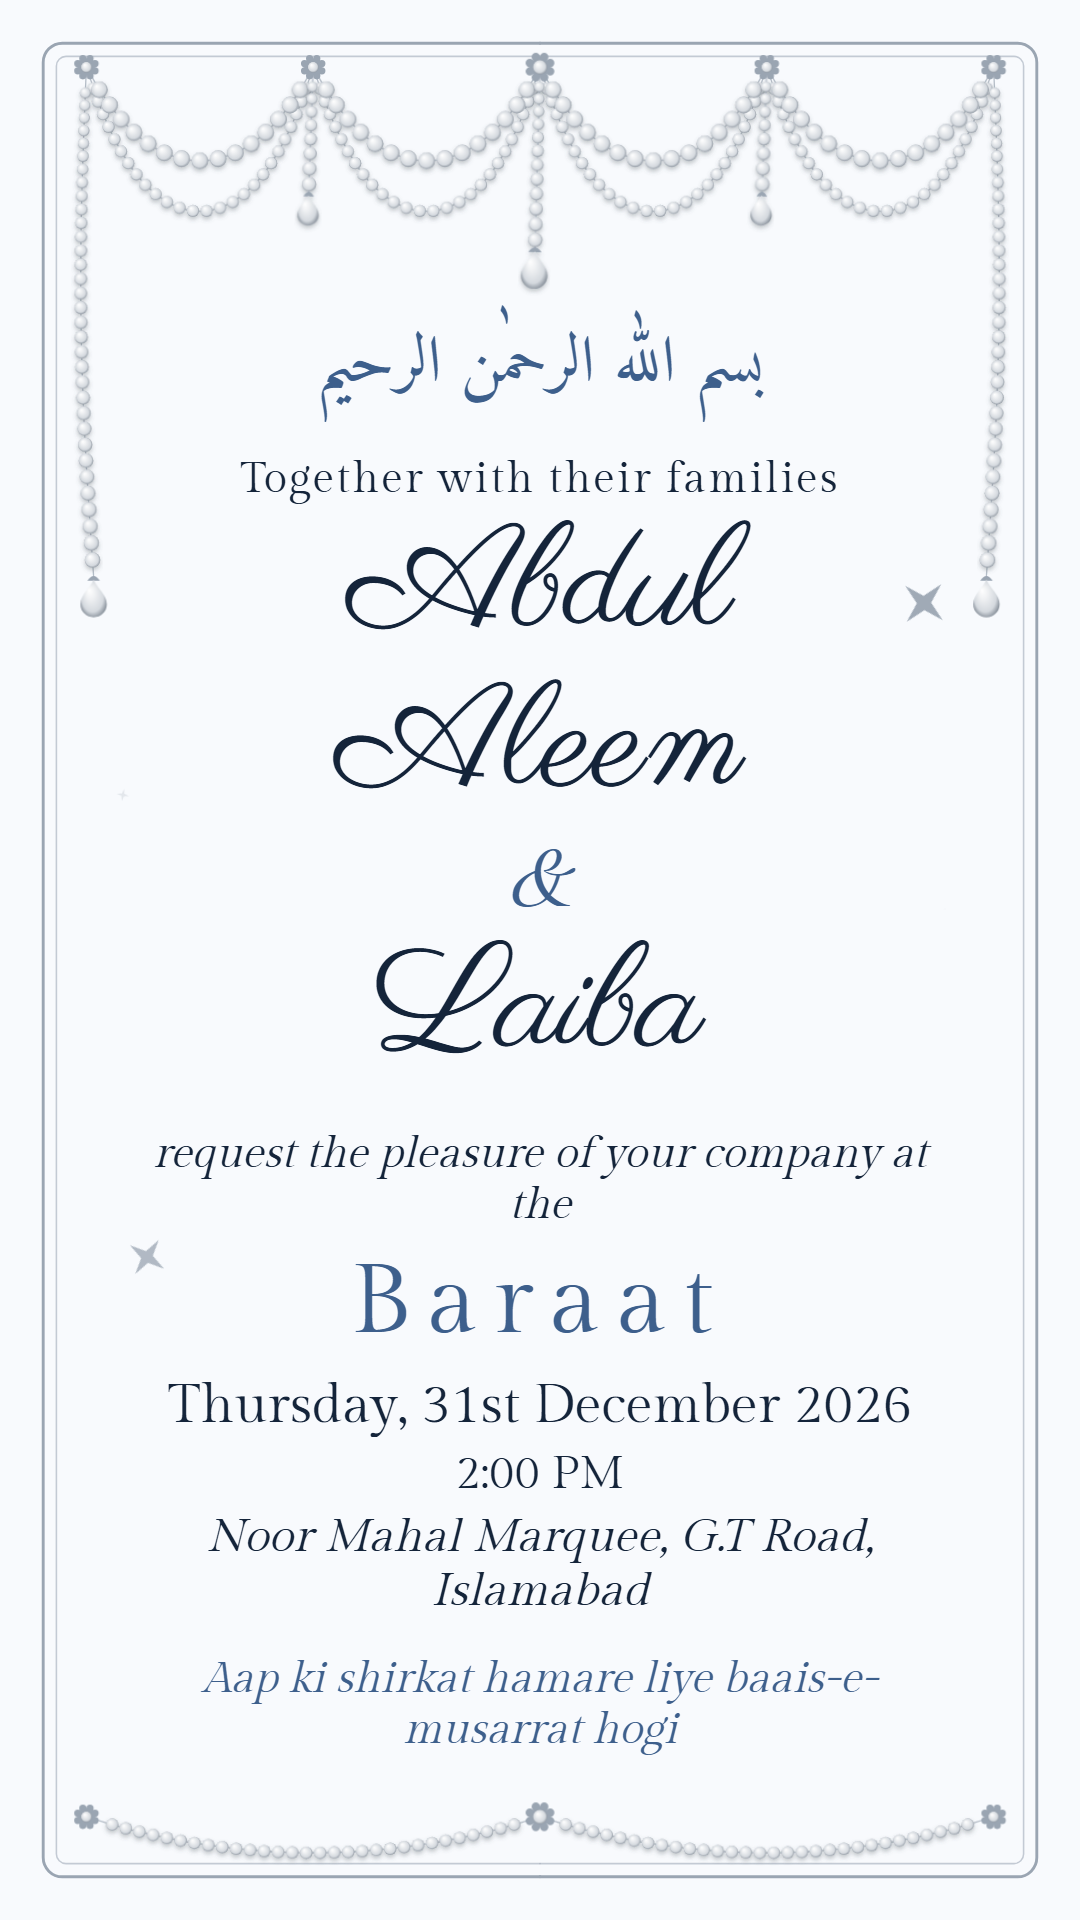 بسم الله الرحمٰن الرحيم
Together with their families
Abdul
Aleem
&
Laiba
request the pleasure of your company at
the
Baraat
Thursday, 31st December 2026
2:00 PM
Noor Mahal Marquee, G.T Road,
Islamabad
Aap ki shirkat hamare liye baais-e-
musarrat hogi